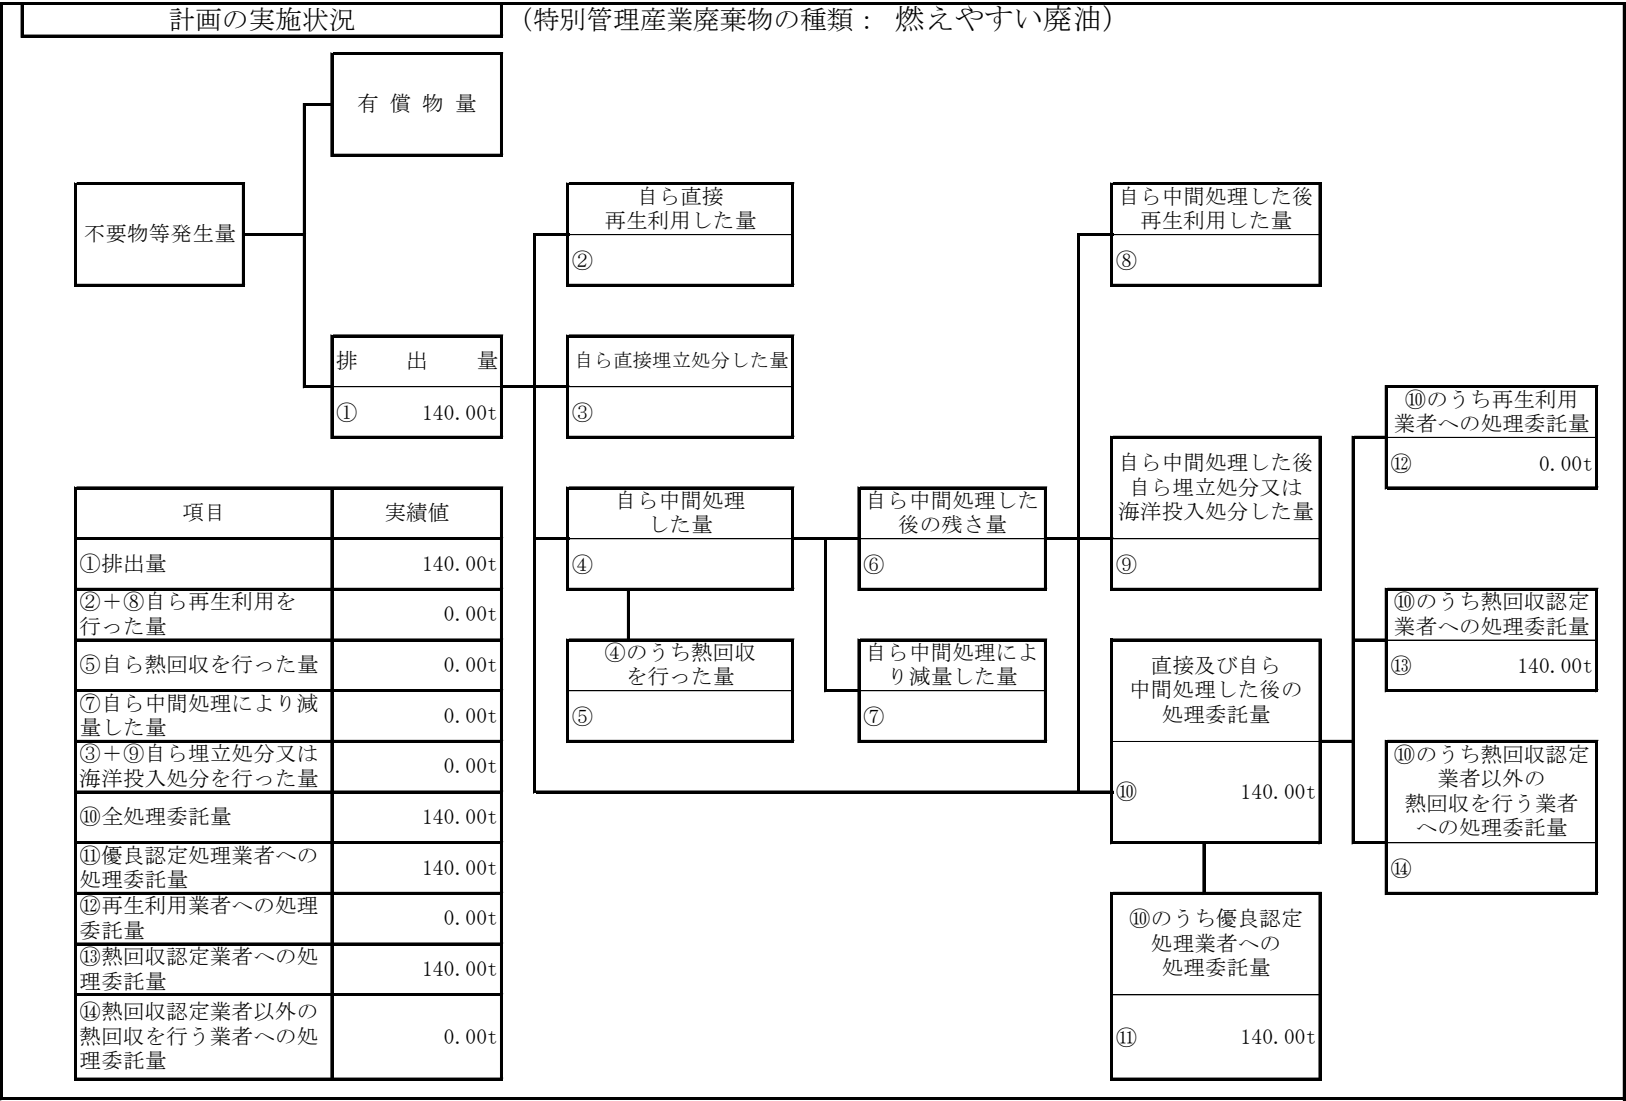 計画の実施状況
（特別管理産業廃棄物の種類： 燃えやすい廃油）
有償物量
不要物等発生量
自ら直接
再生利用した量
②
自ら中間処理した後
再生利用した量
⑧
排出量
① 140.00t
自ら直接埋立処分した量
③
⑩のうち再生利用
業者への処理委託量
⑫ 0.00t
自ら中間処理した後
自ら埋立処分又は
海洋投入処分した量
⑨
自ら中間処理
した量
④
自ら中間処理した
後の残さ量
⑥
⑩のうち熱回収認定
業者への処理委託量
⑬ 140.00t
④のうち熱回収
を行った量
⑤
自ら中間処理によ
り減量した量
⑦
直接及び自ら
中間処理した後の
処理委託量
⑩ 140.00t
⑩のうち熱回収認定
業者以外の
熱回収を行う業者
への処理委託量
⑭
⑩のうち優良認定
処理業者への
処理委託量
⑪ 140.00t
項目 実績値
①排出量 140.00t
②＋⑧自ら再生利用を
行った量 0.00t
⑤自ら熱回収を行った量 0.00t
⑦自ら中間処理により減
量した量 0.00t
③＋⑨自ら埋立処分又は
海洋投入処分を行った量 0.00t
⑩全処理委託量 140.00t
⑪優良認定処理業者への
処理委託量 140.00t
⑫再生利用業者への処理
委託量 0.00t
⑬熱回収認定業者への処
理委託量 140.00t
⑭熱回収認定業者以外の
熱回収を行う業者への処
理委託量 0.00t